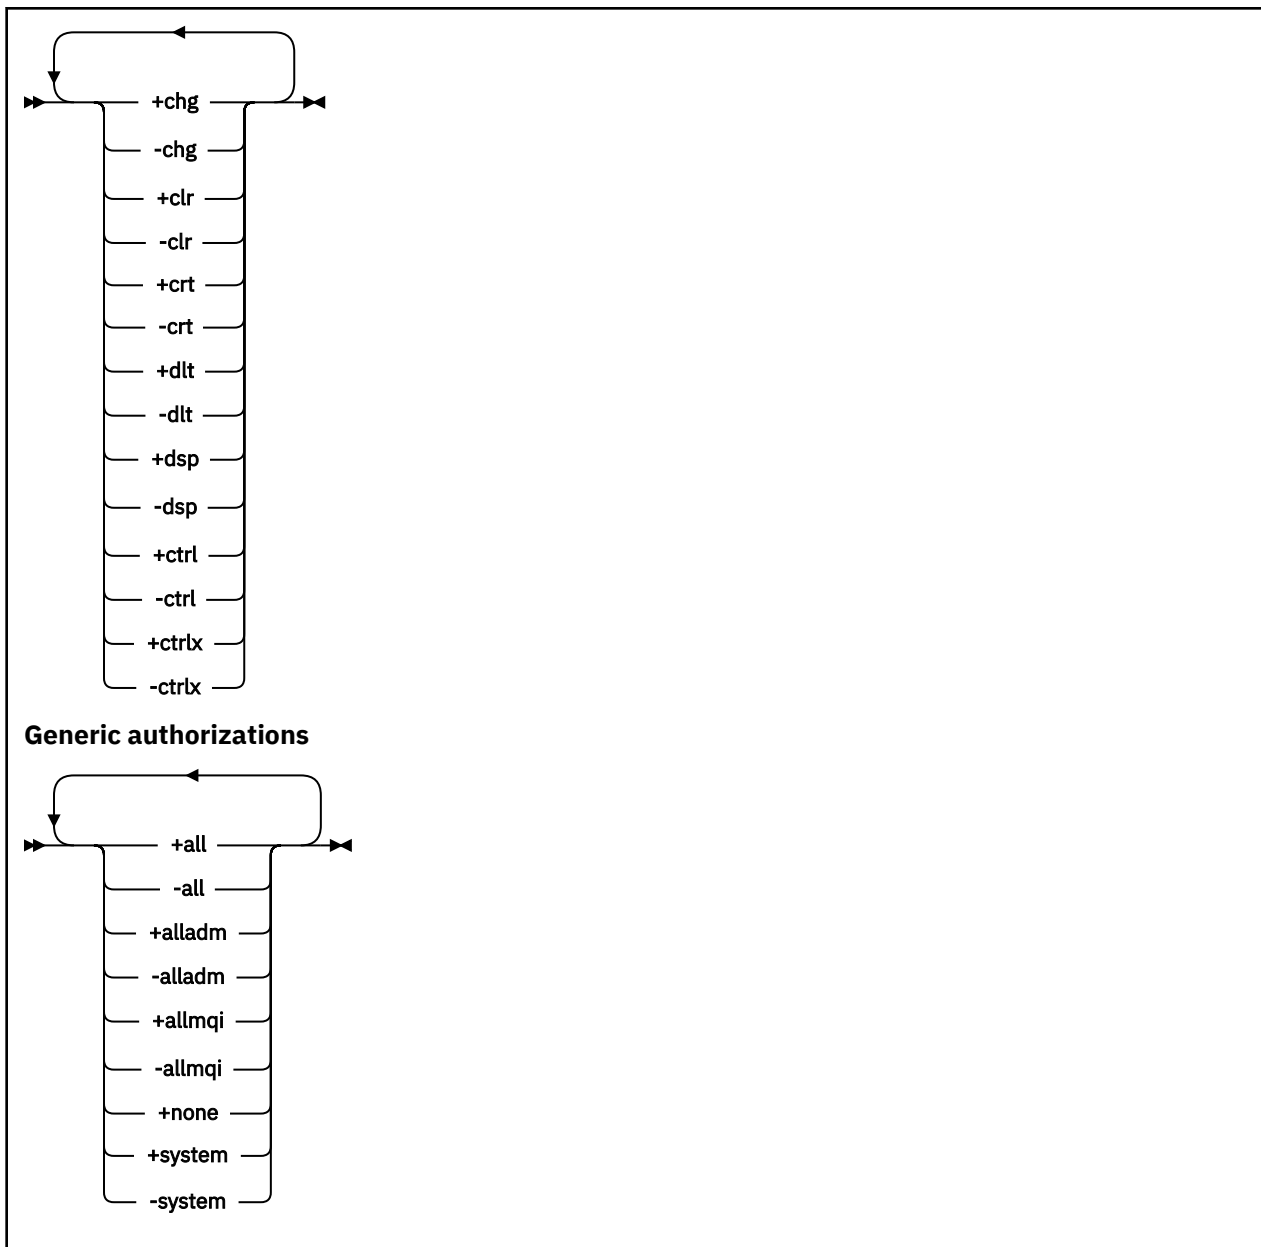 +chg
-chg
+clr
-clr
+crt
-crt
+dlt
-dlt
+dsp
-dsp
+ctrl
-ctrl
+ctrlx
-ctrlx
Generic authorizations
+all
-all
+alladm
-alladm
+allmqi
-allmqi
+none
+system
-system